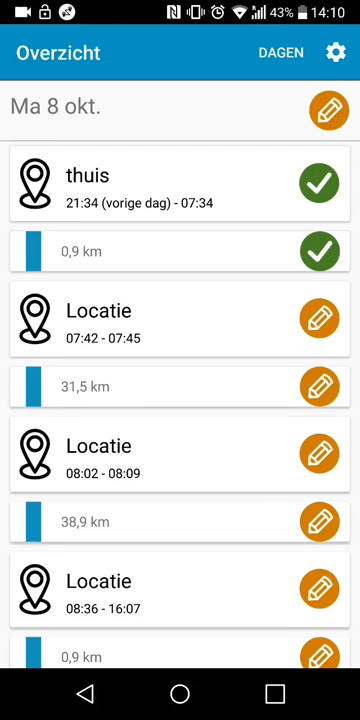 43% 14:10
Overzicht DAGEN
Ma 8 okt.
thuis
21:34 (vorige dag) - 07:34
0,9 km
Locatie
07:42 - 07:45
31,5 km
Locatie
08:02 - 08:09
38,9 km
Locatie
08:36 - 16:07
0,9 km